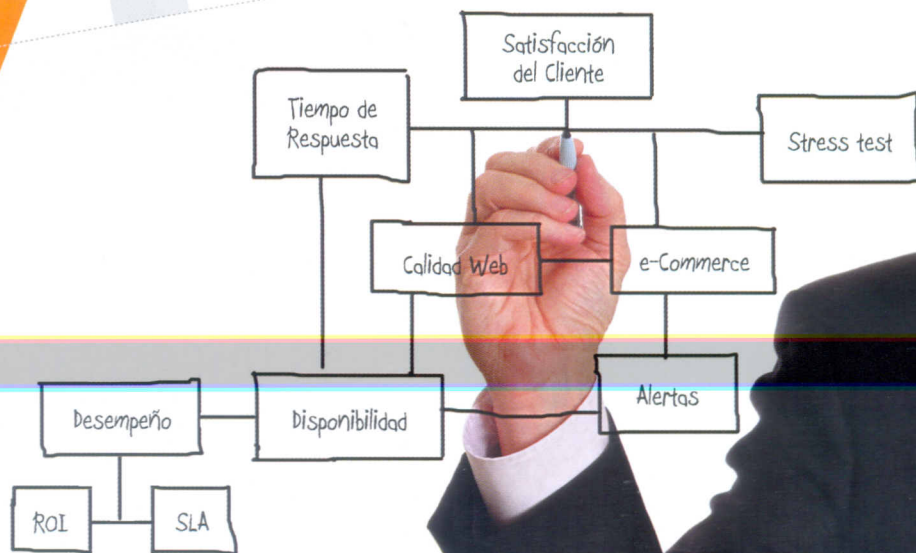 Satisfacción
del Cliente
Tiempo de
Respuesta
Stress test
Calidad Web
e-Commerce
Alertas
Desempeño
Disponibilidad
ROI
SLA